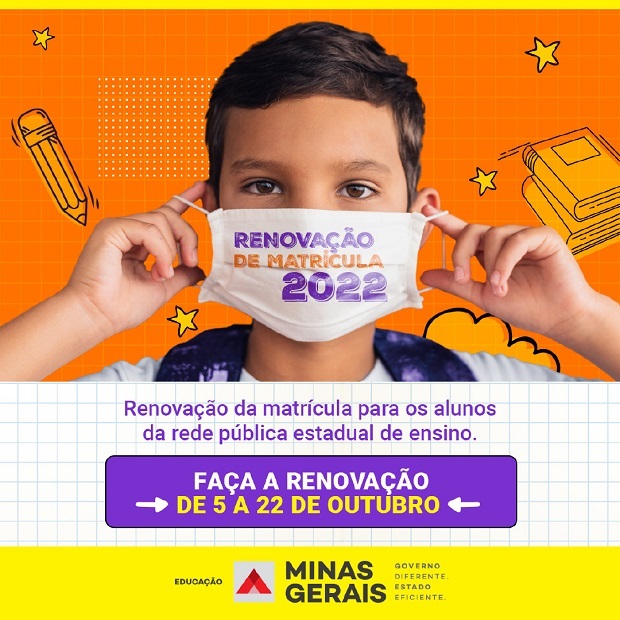 RENOVAÇÃO
DE MATRÍCULA
2022
Renovação da matrícula para os alunos
da rede pública estadual de ensino.
FAÇA A RENOVAÇÃO
DE 5 A 22 DE OUTUBRO
EDUCAÇÃO
MINAS
GERAIS
GOVERNO
DIFERENTE.
ESTADO
EFICIENTE.